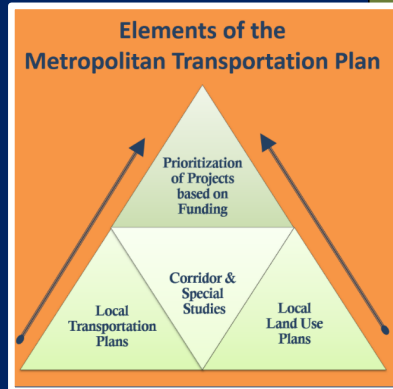 Elements of the
Metropolitan Transportation Plan
Prioritization
of Projects
based on
Funding
Corridor &
Special
Studies
Local
Transportation
Plans
Local
Land Use
Plans